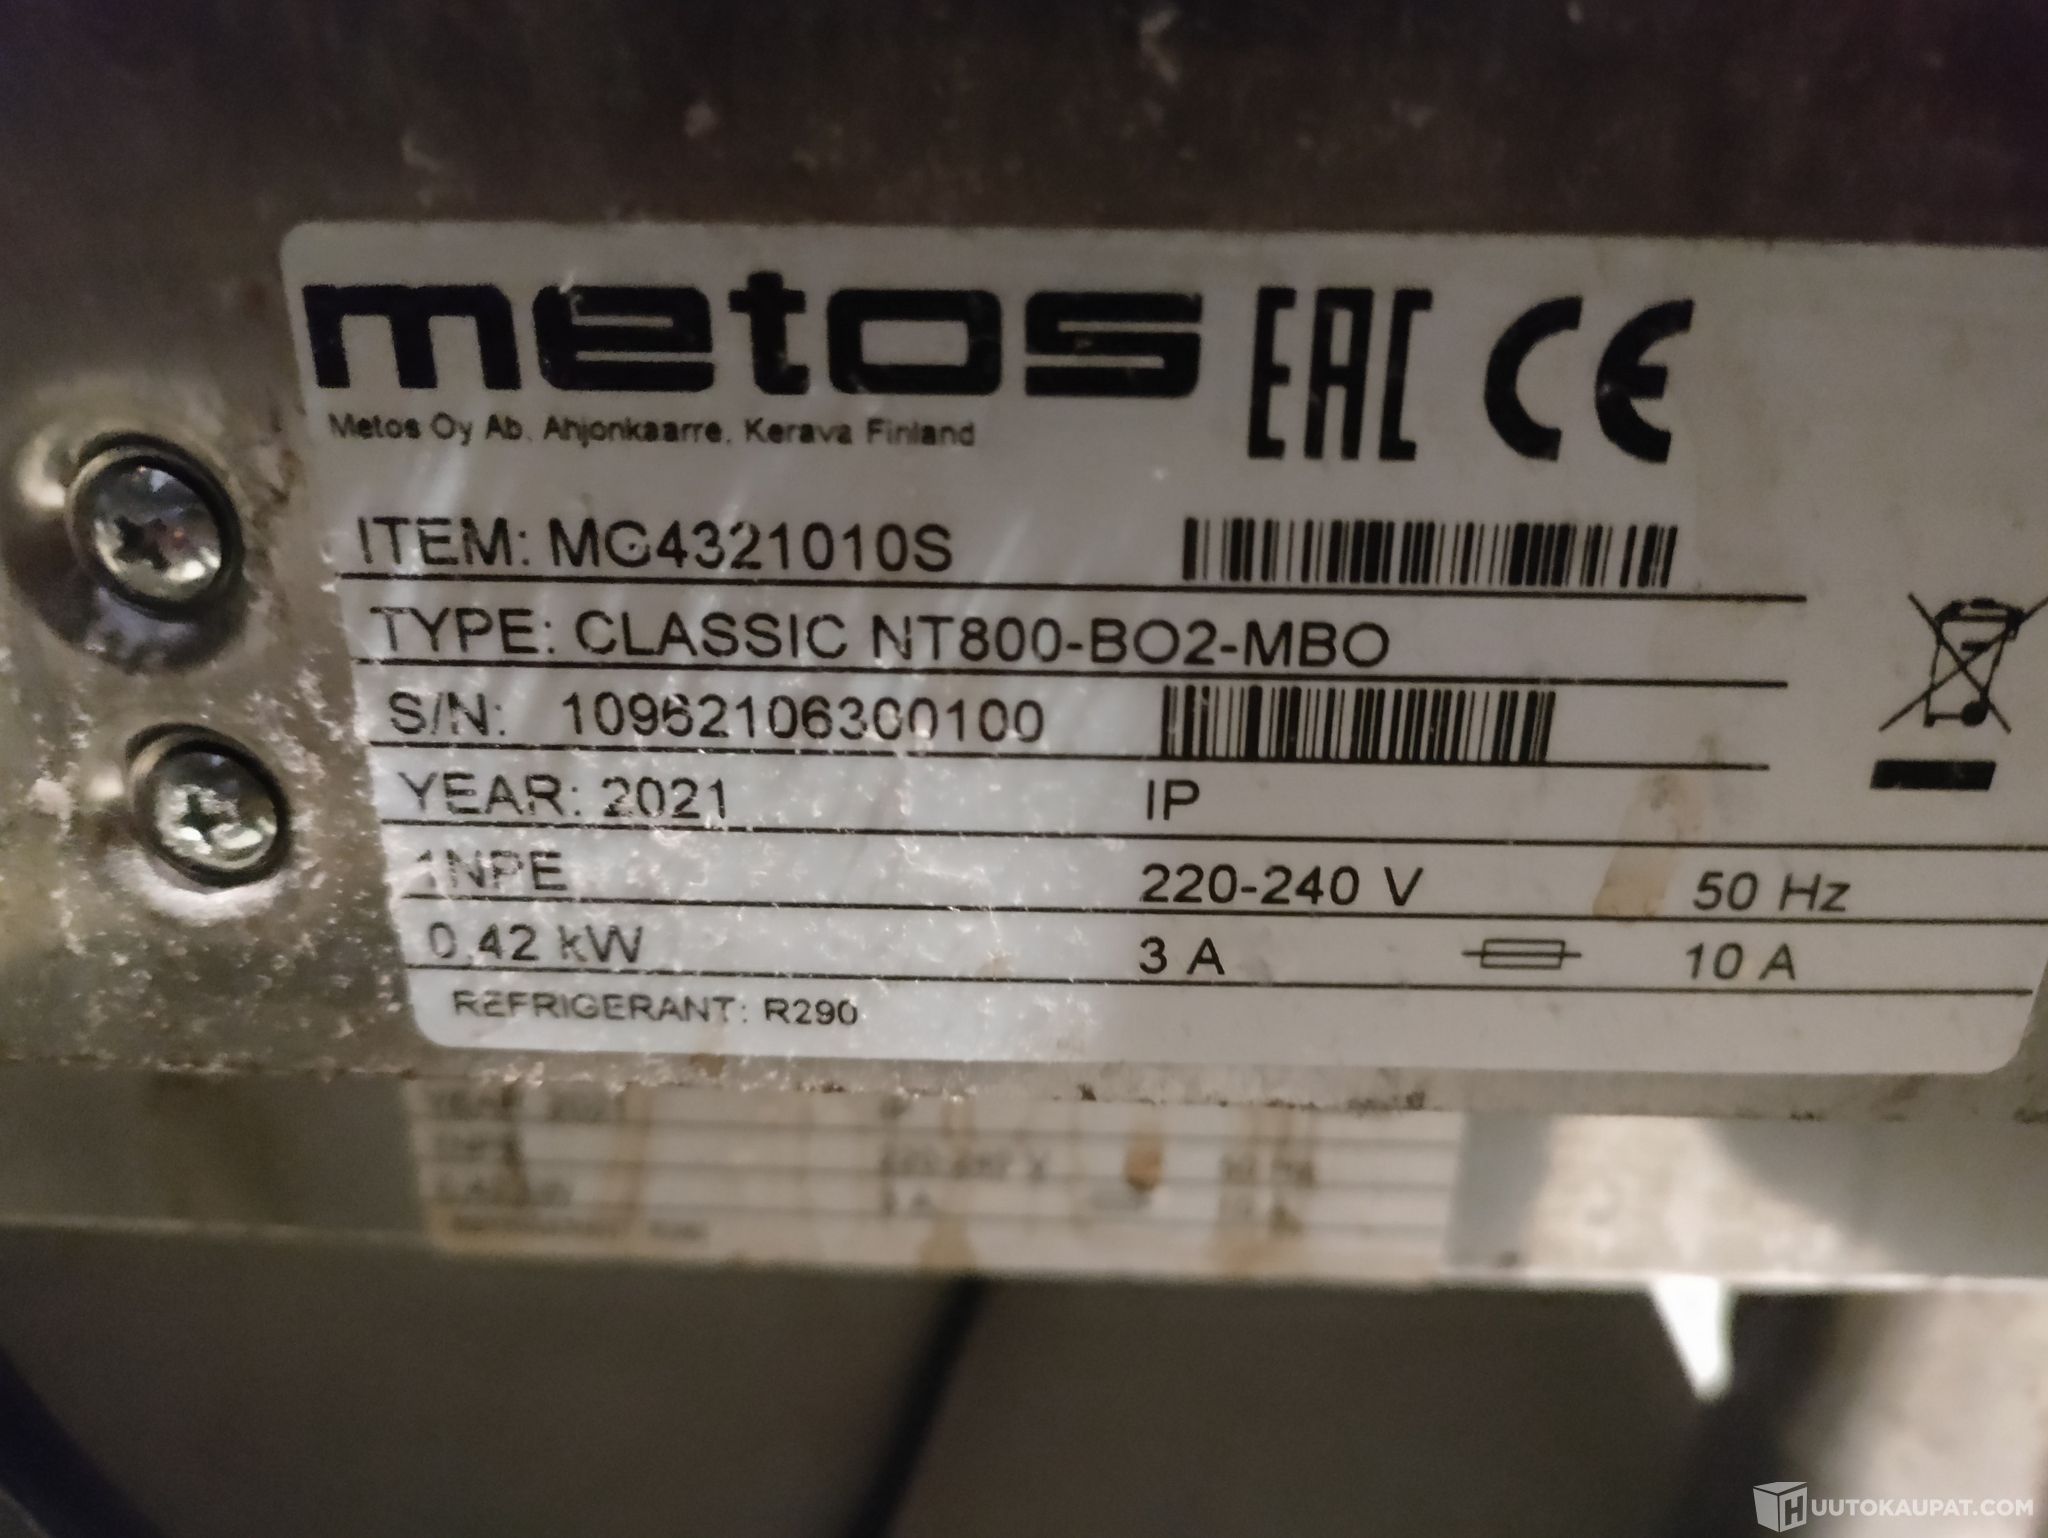 metos EAC CE
Metos Oy Ab, Ahjonkaarre, Kerava Finland
ITEM: MC4321010S
TYPE: CLASSIC NT800-BO2-MBO
S/N: 10962106300100
YEAR: 2021 IP
1NPE 220-240 V 50 Hz
0.42 kW 3 A 10 A
REFRIGERANT: R290
HUUTOKAUPAT.COM